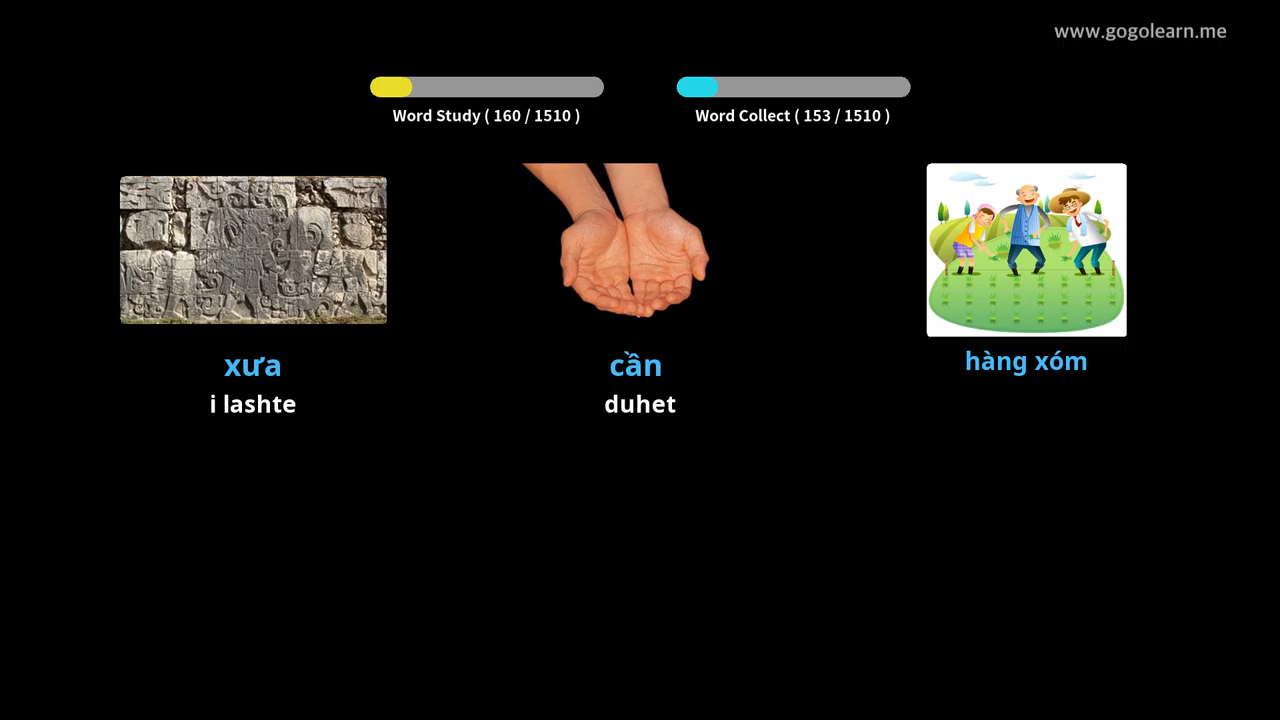 www.gogolearn.me
Word Study ( 160 / 1510 )
Word Collect ( 153 / 1510 )
xưa
i lashte
cần
duhet
hàng xóm